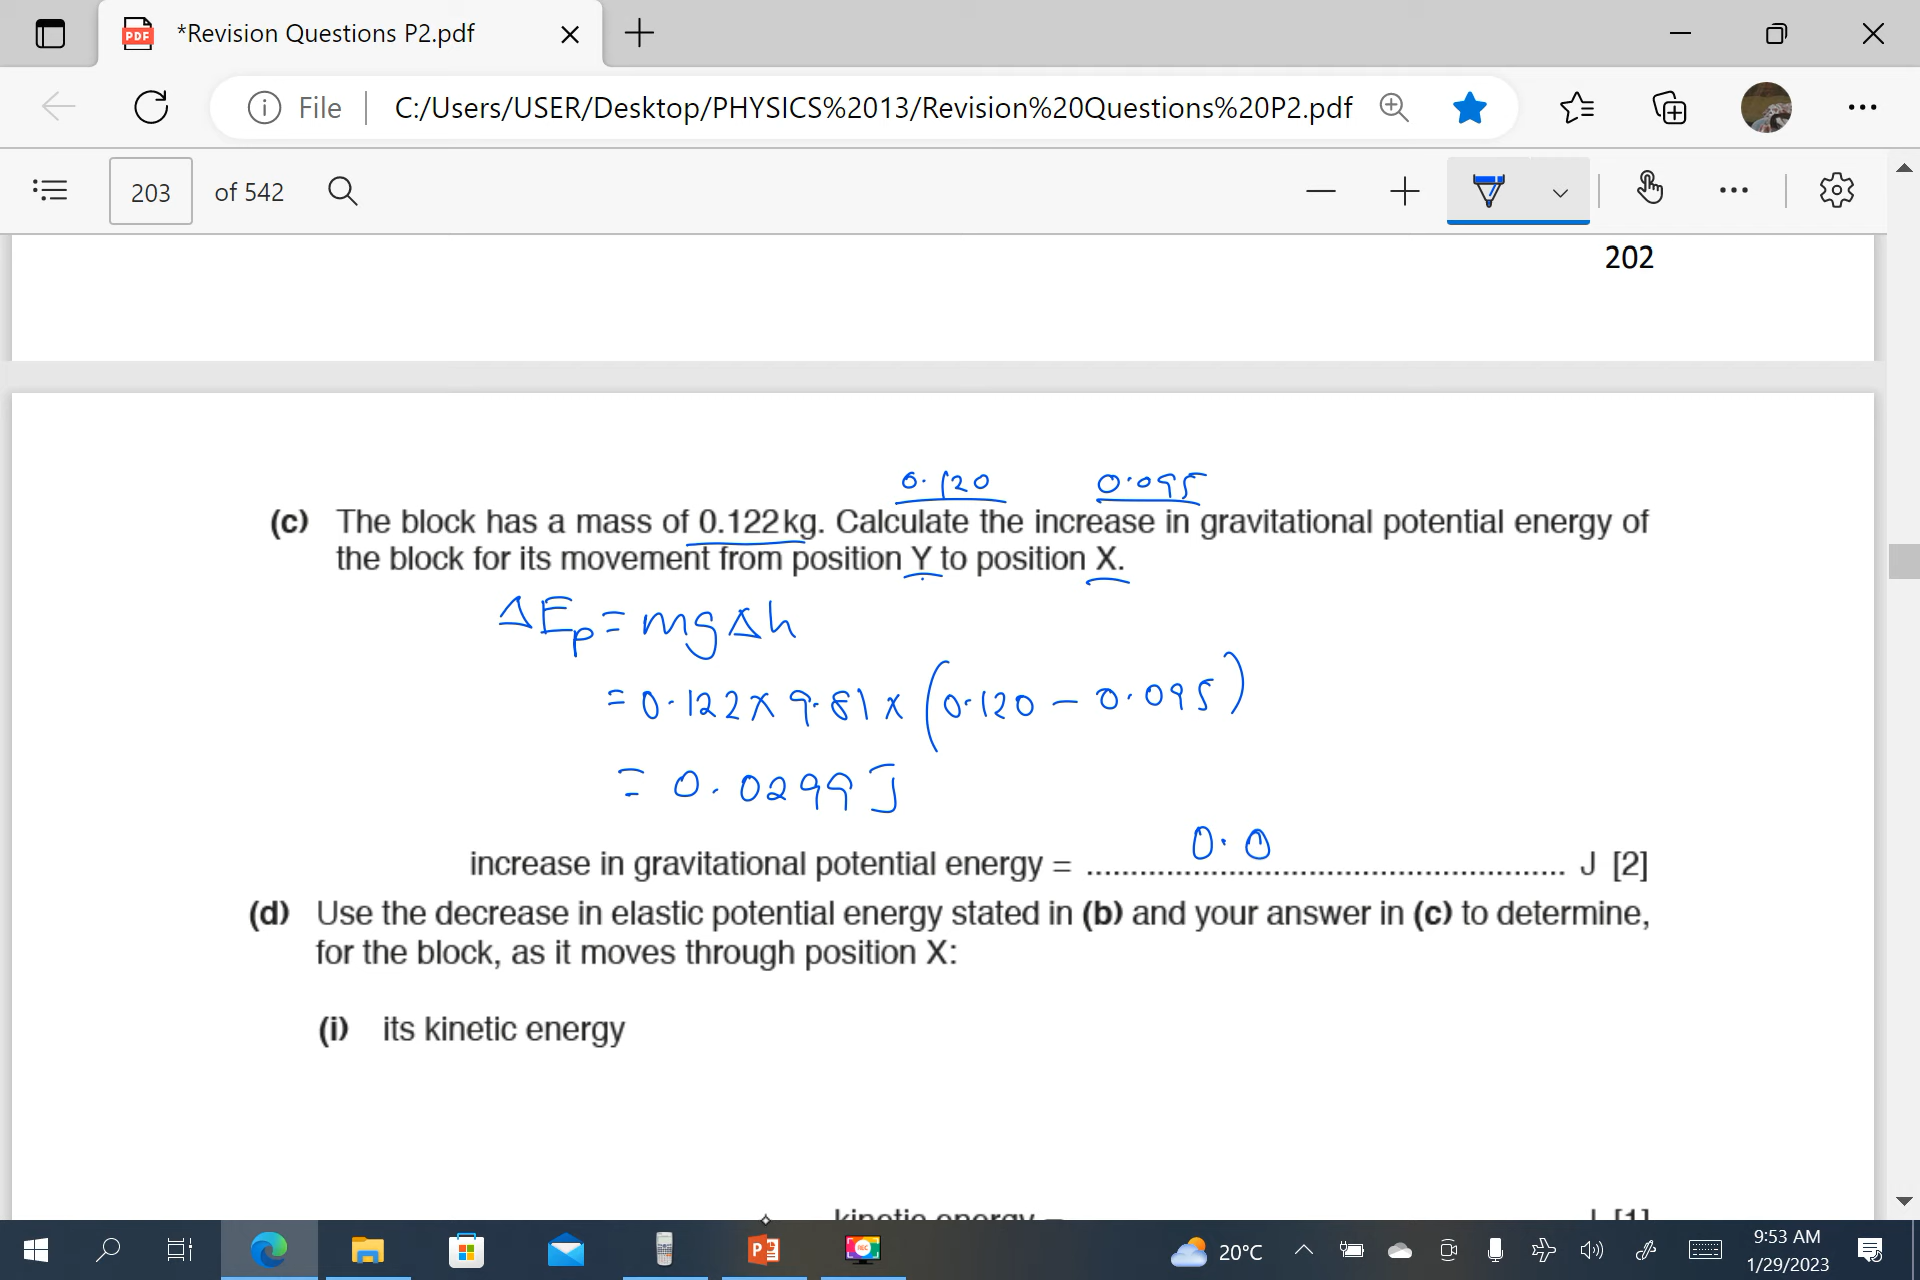 *Revision Questions P2.pdf
File
C:/Users/USER/Desktop/PHYSICS%2013/Revision%20Questions%20P2.pdf
203 of 542
202
0.120 0.095
(c) The block has a mass of 0.122 kg. Calculate the increase in gravitational potential energy of
the block for its movement from position Y to position X.
ΔEp = mgΔh
= 0.122 x 9.81 x (0.120 - 0.095)
= 0.0299 J
0.0
increase in gravitational potential energy = ...................................................... J [2]
(d) Use the decrease in elastic potential energy stated in (b) and your answer in (c) to determine,
for the block, as it moves through position X:
(i) its kinetic energy
kinetic energy = J [1]
20°C
9:53 AM
1/29/2023